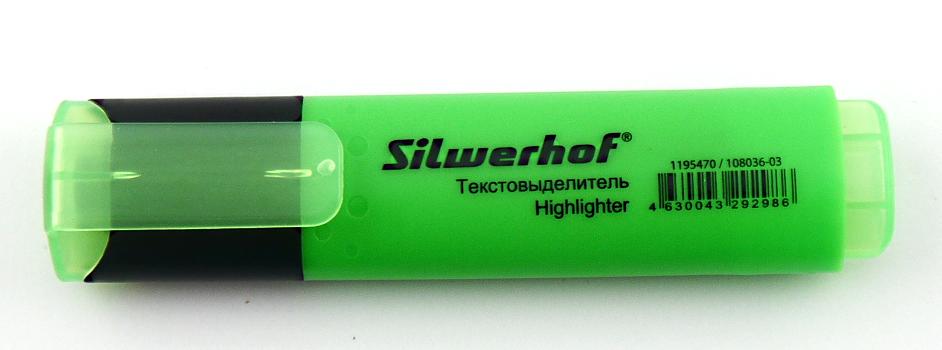 Silwerhof®
Текстовыделитель
Highlighter
1195470 / 108036-03
4 630043 292986